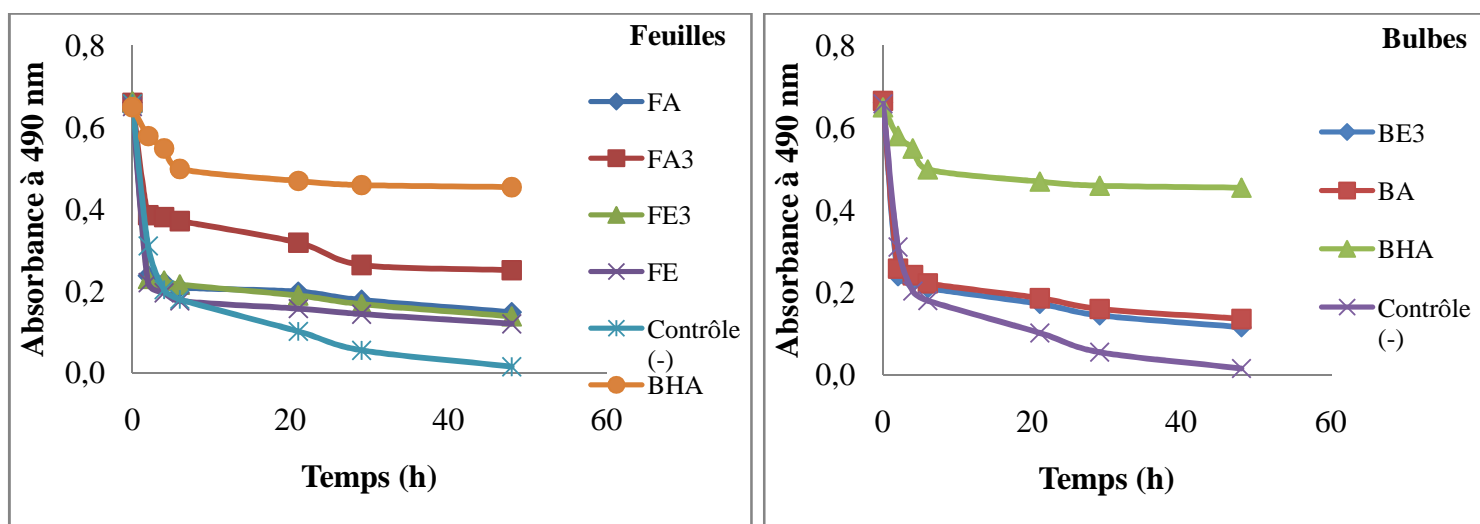 Feuilles
Absorbance à 490 nm
0,8
0,6
0,4
0,2
0,0
0
20
40
60
Temps (h)
FA
FA3
FE3
FE
Contrôle
(-)
BHA
Bulbes
Absorbance à 490 nm
0,8
0,6
0,4
0,2
0,0
0
20
40
60
Temps (h)
BE3
BA
BHA
Contrôle
(-)